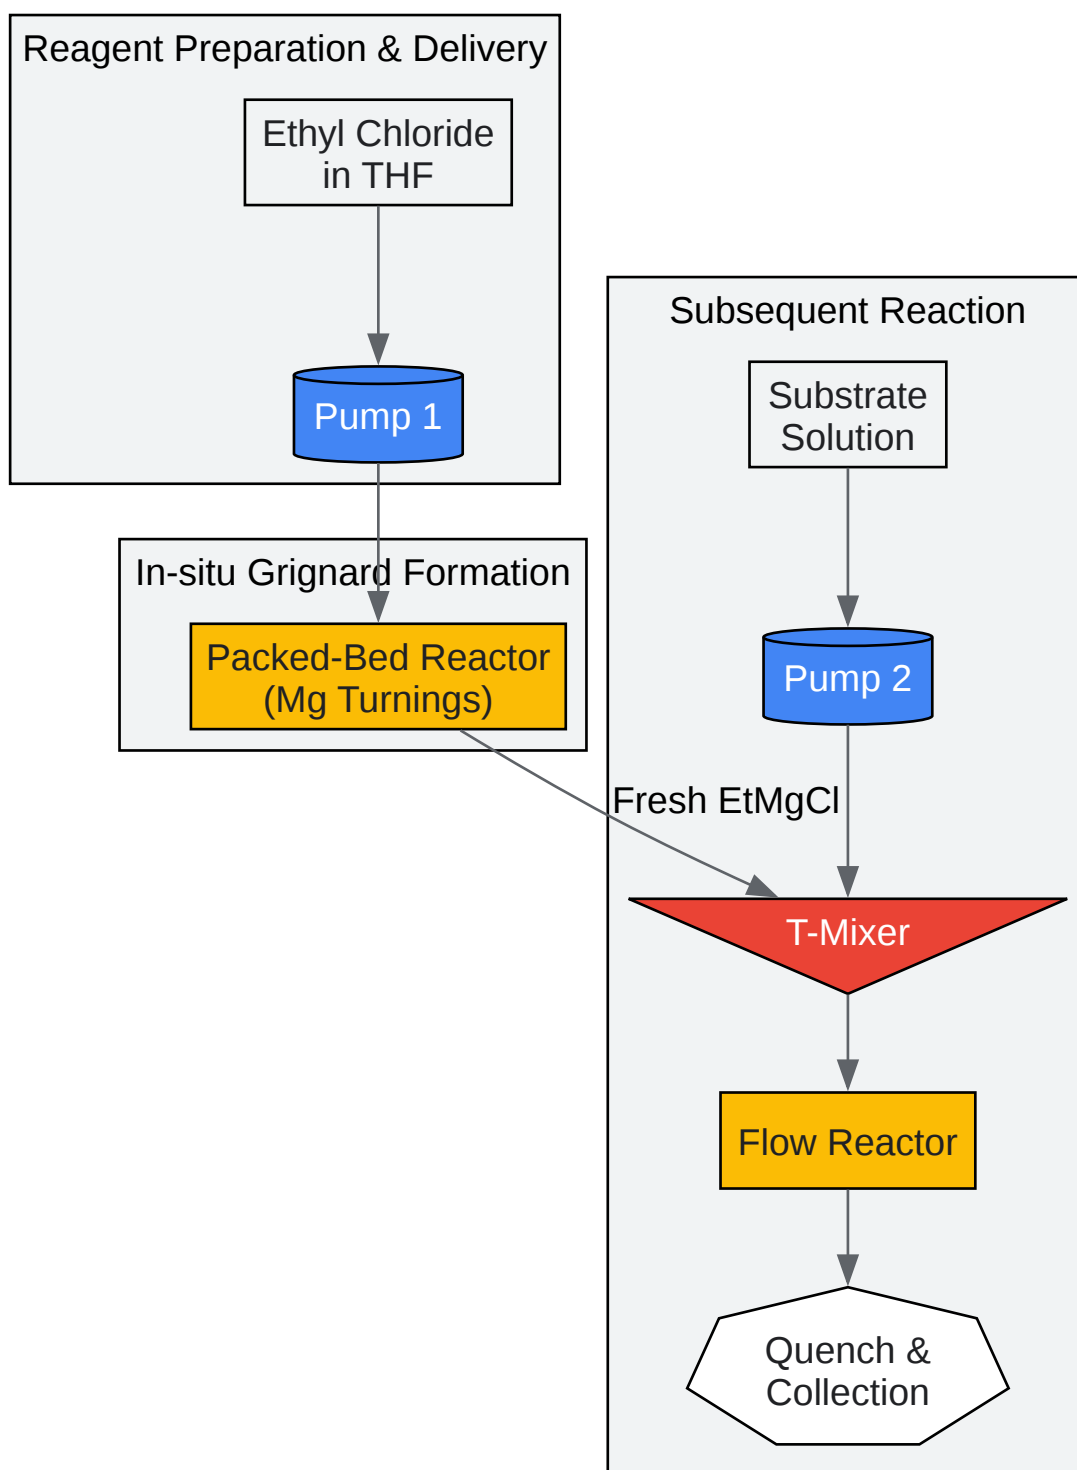 Reagent Preparation & Delivery
Ethyl Chloride
in THF
Pump 1
In-situ Grignard Formation
Packed-Bed Reactor
(Mg Turnings)
Subsequent Reaction
Substrate
Solution
Pump 2
Fresh EtMgCl
T-Mixer
Flow Reactor
Quench &
Collection